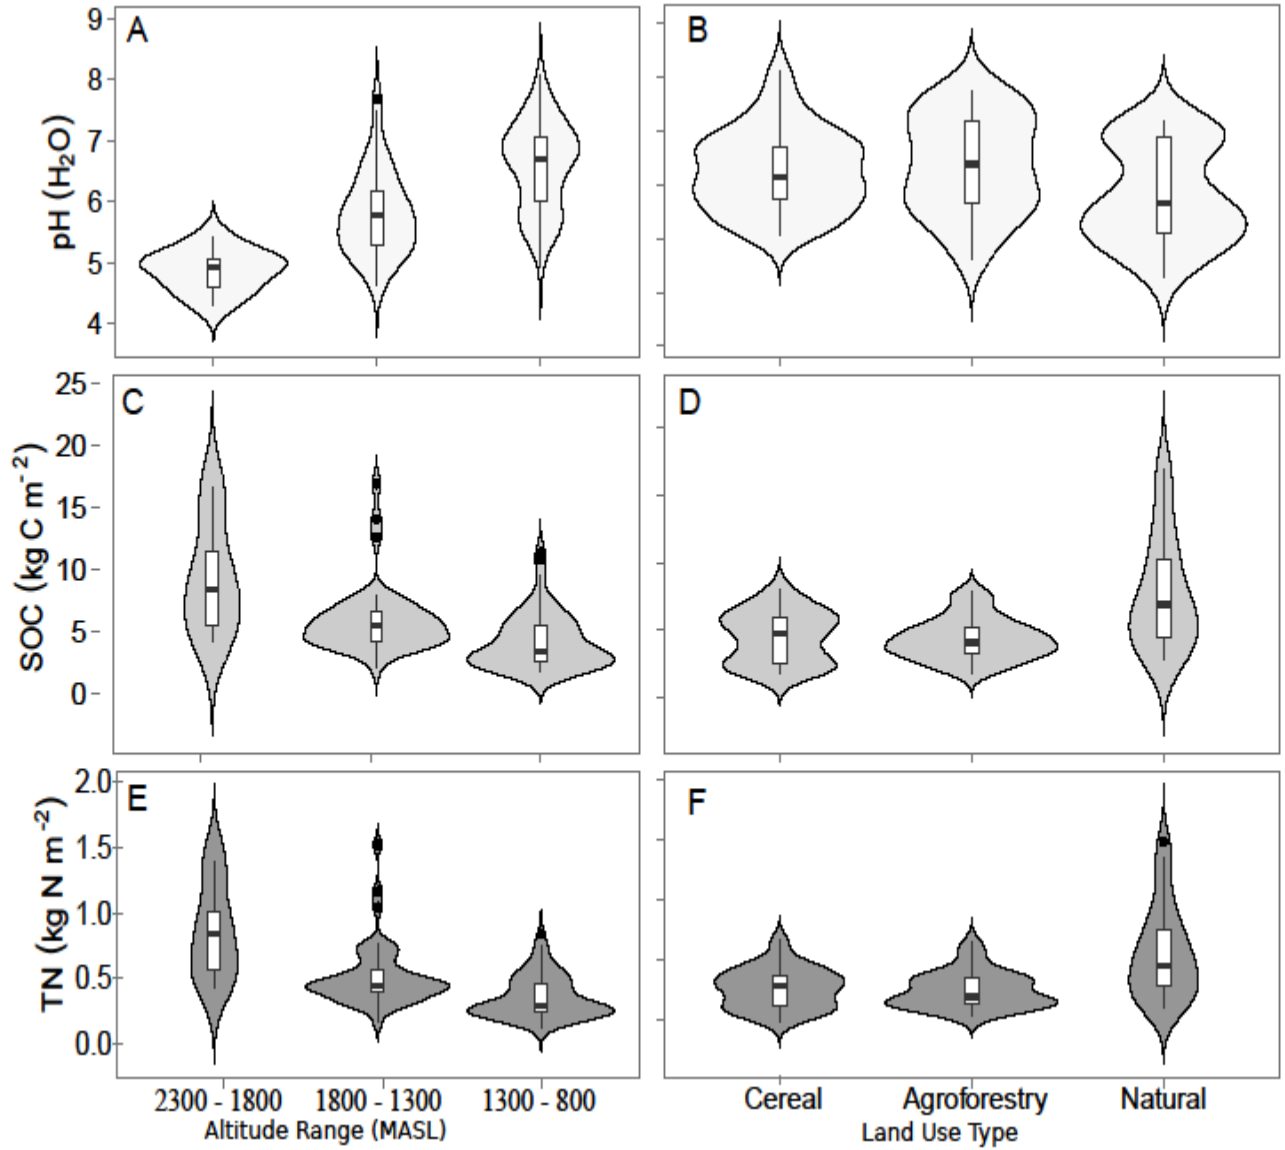 A
B
9
8
7
6
5
4
pH (H₂O)
C
D
25
20
15
10
5
0
SOC (kg C m⁻²)
E
F
2.0
1.5
1.0
0.5
0.0
TN (kg N m⁻²)
2300 - 1800 1800 - 1300 1300 - 800
Altitude Range (MASL)
Cereal Agroforestry Natural
Land Use Type